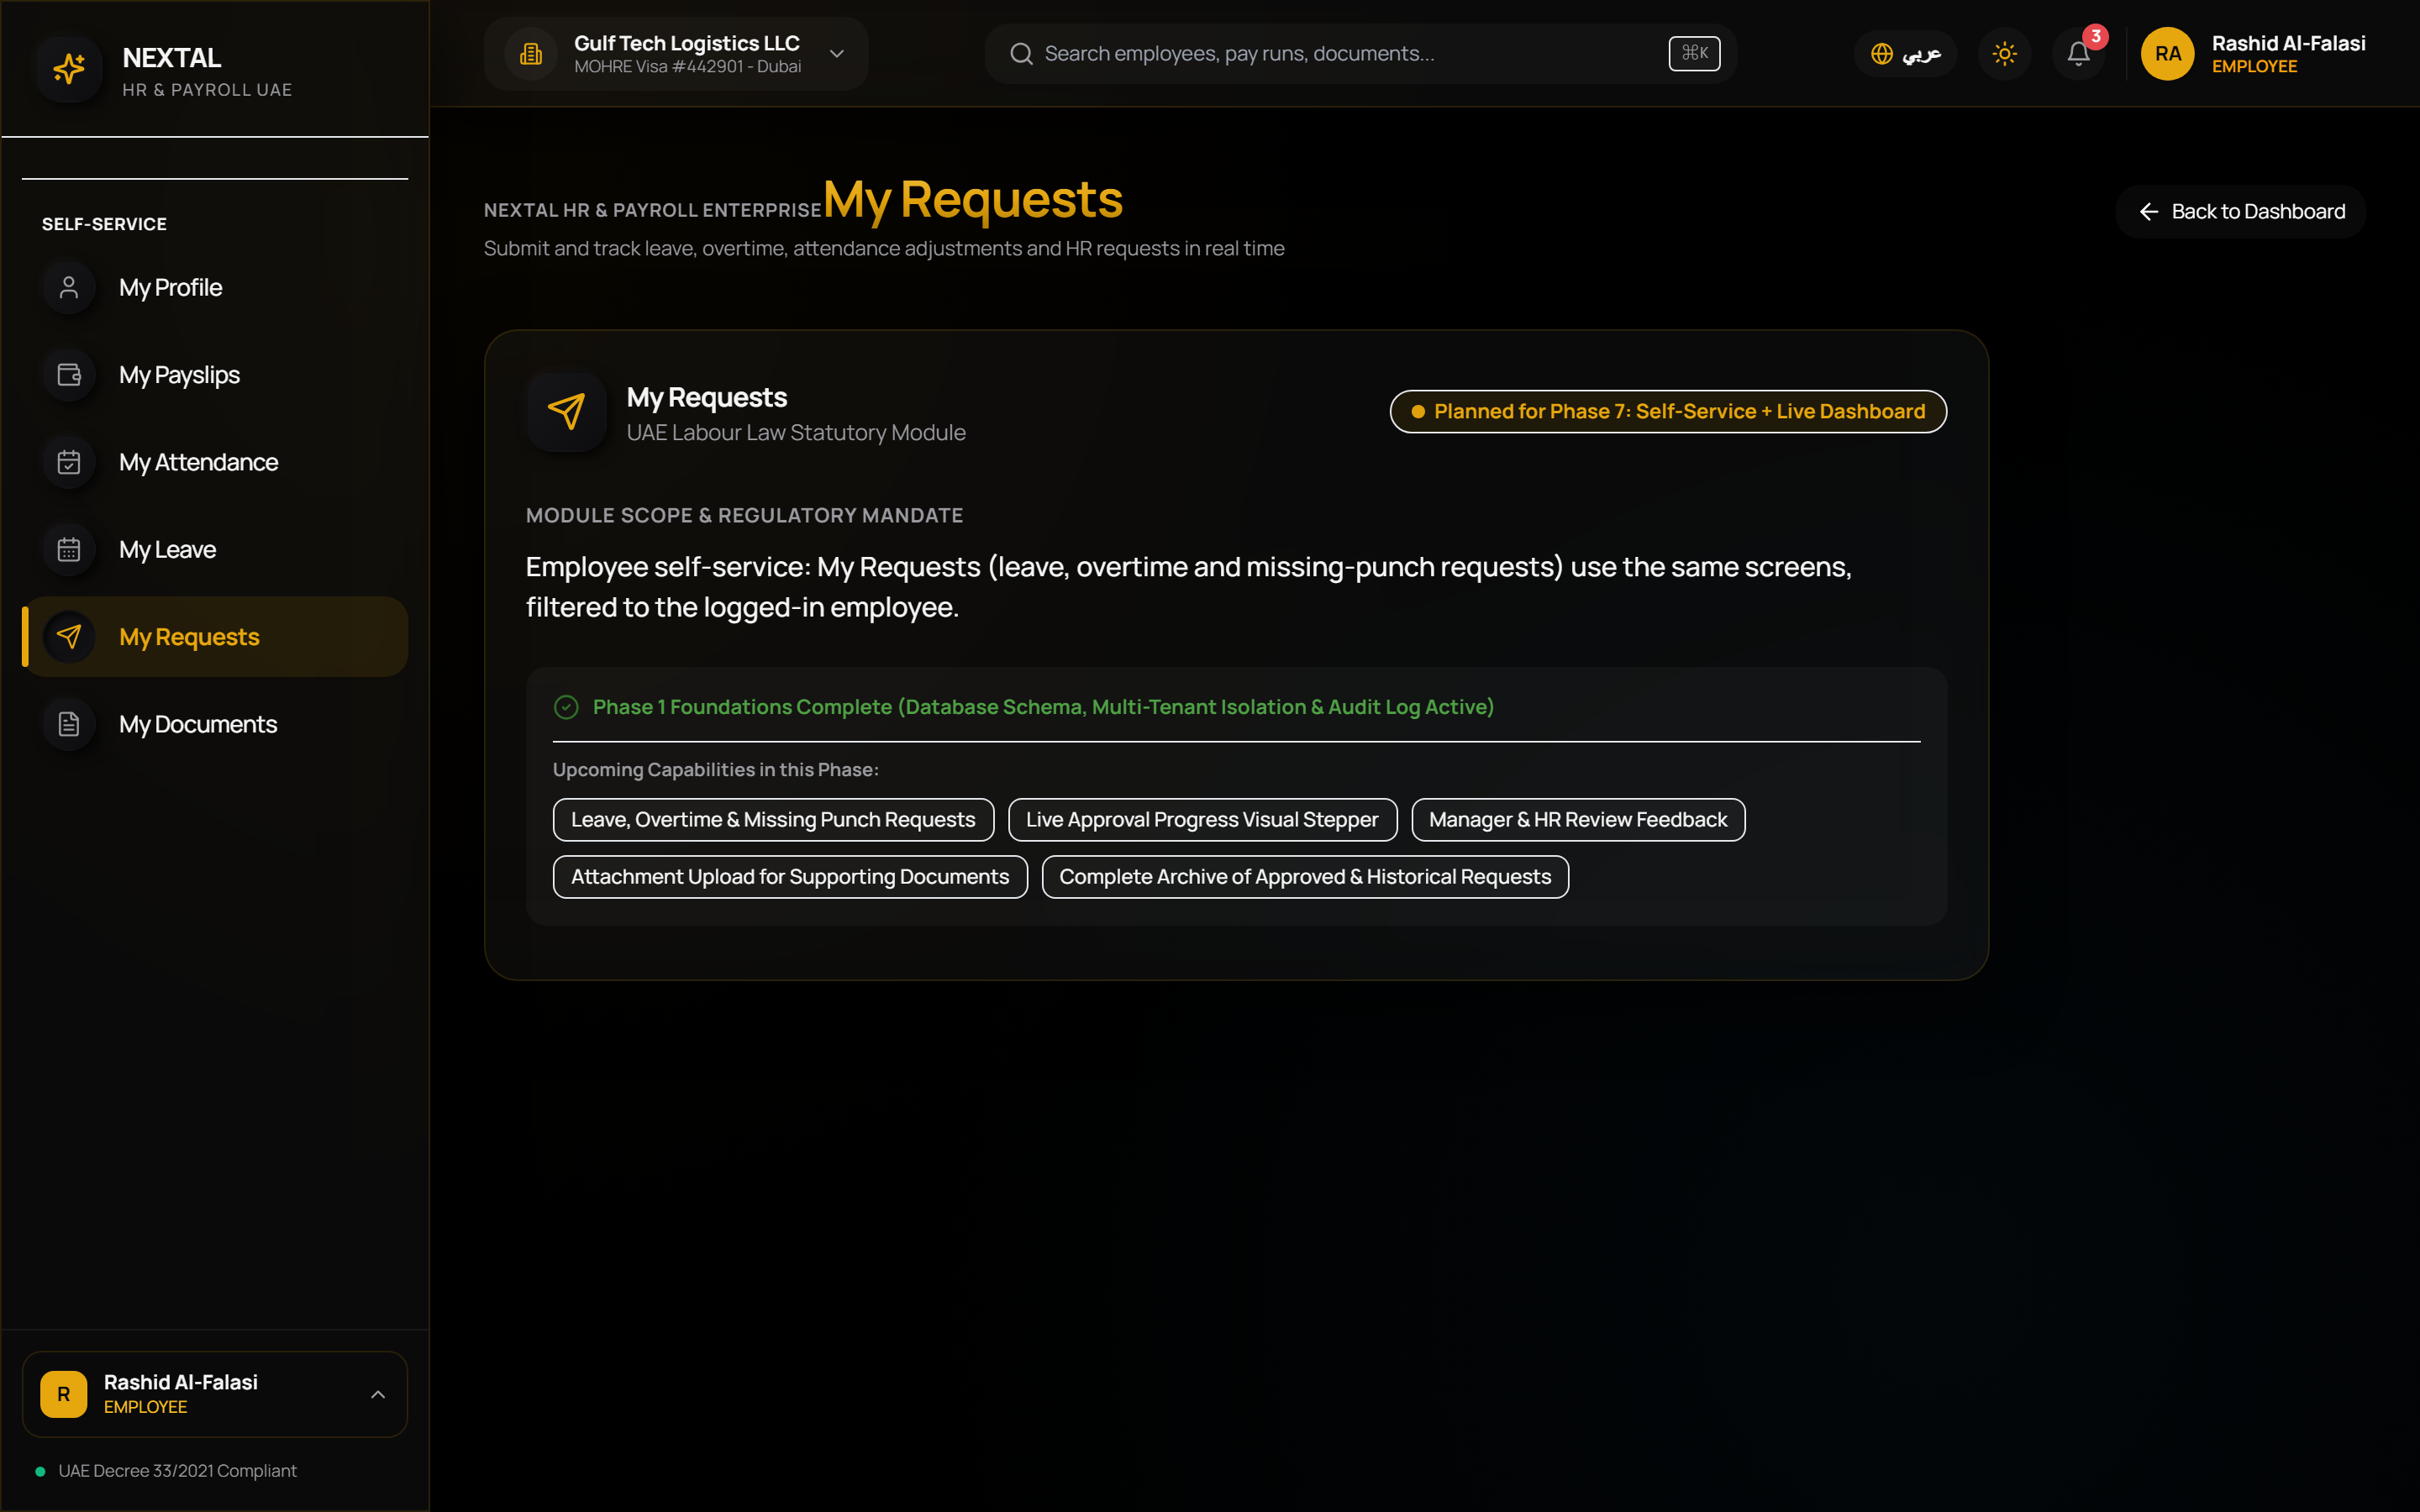 NEXTAL
HR & PAYROLL UAE
Gulf Tech Logistics LLC
MOHRE Visa #442901 - Dubai
Search employees, pay runs, documents...
⌘K
عربي
3
RA
Rashid Al-Falasi
EMPLOYEE
SELF-SERVICE
My Profile
My Payslips
My Attendance
My Leave
My Requests
My Documents
NEXTAL HR & PAYROLL ENTERPRISE My Requests
Submit and track leave, overtime, attendance adjustments and HR requests in real time
Back to Dashboard
My Requests
UAE Labour Law Statutory Module
Planned for Phase 7: Self-Service + Live Dashboard
MODULE SCOPE & REGULATORY MANDATE
Employee self-service: My Requests (leave, overtime and missing-punch requests) use the same screens,
filtered to the logged-in employee.
Phase 1 Foundations Complete (Database Schema, Multi-Tenant Isolation & Audit Log Active)
Upcoming Capabilities in this Phase:
Leave, Overtime & Missing Punch Requests
Live Approval Progress Visual Stepper
Manager & HR Review Feedback
Attachment Upload for Supporting Documents
Complete Archive of Approved & Historical Requests
R
Rashid Al-Falasi
EMPLOYEE
UAE Decree 33/2021 Compliant